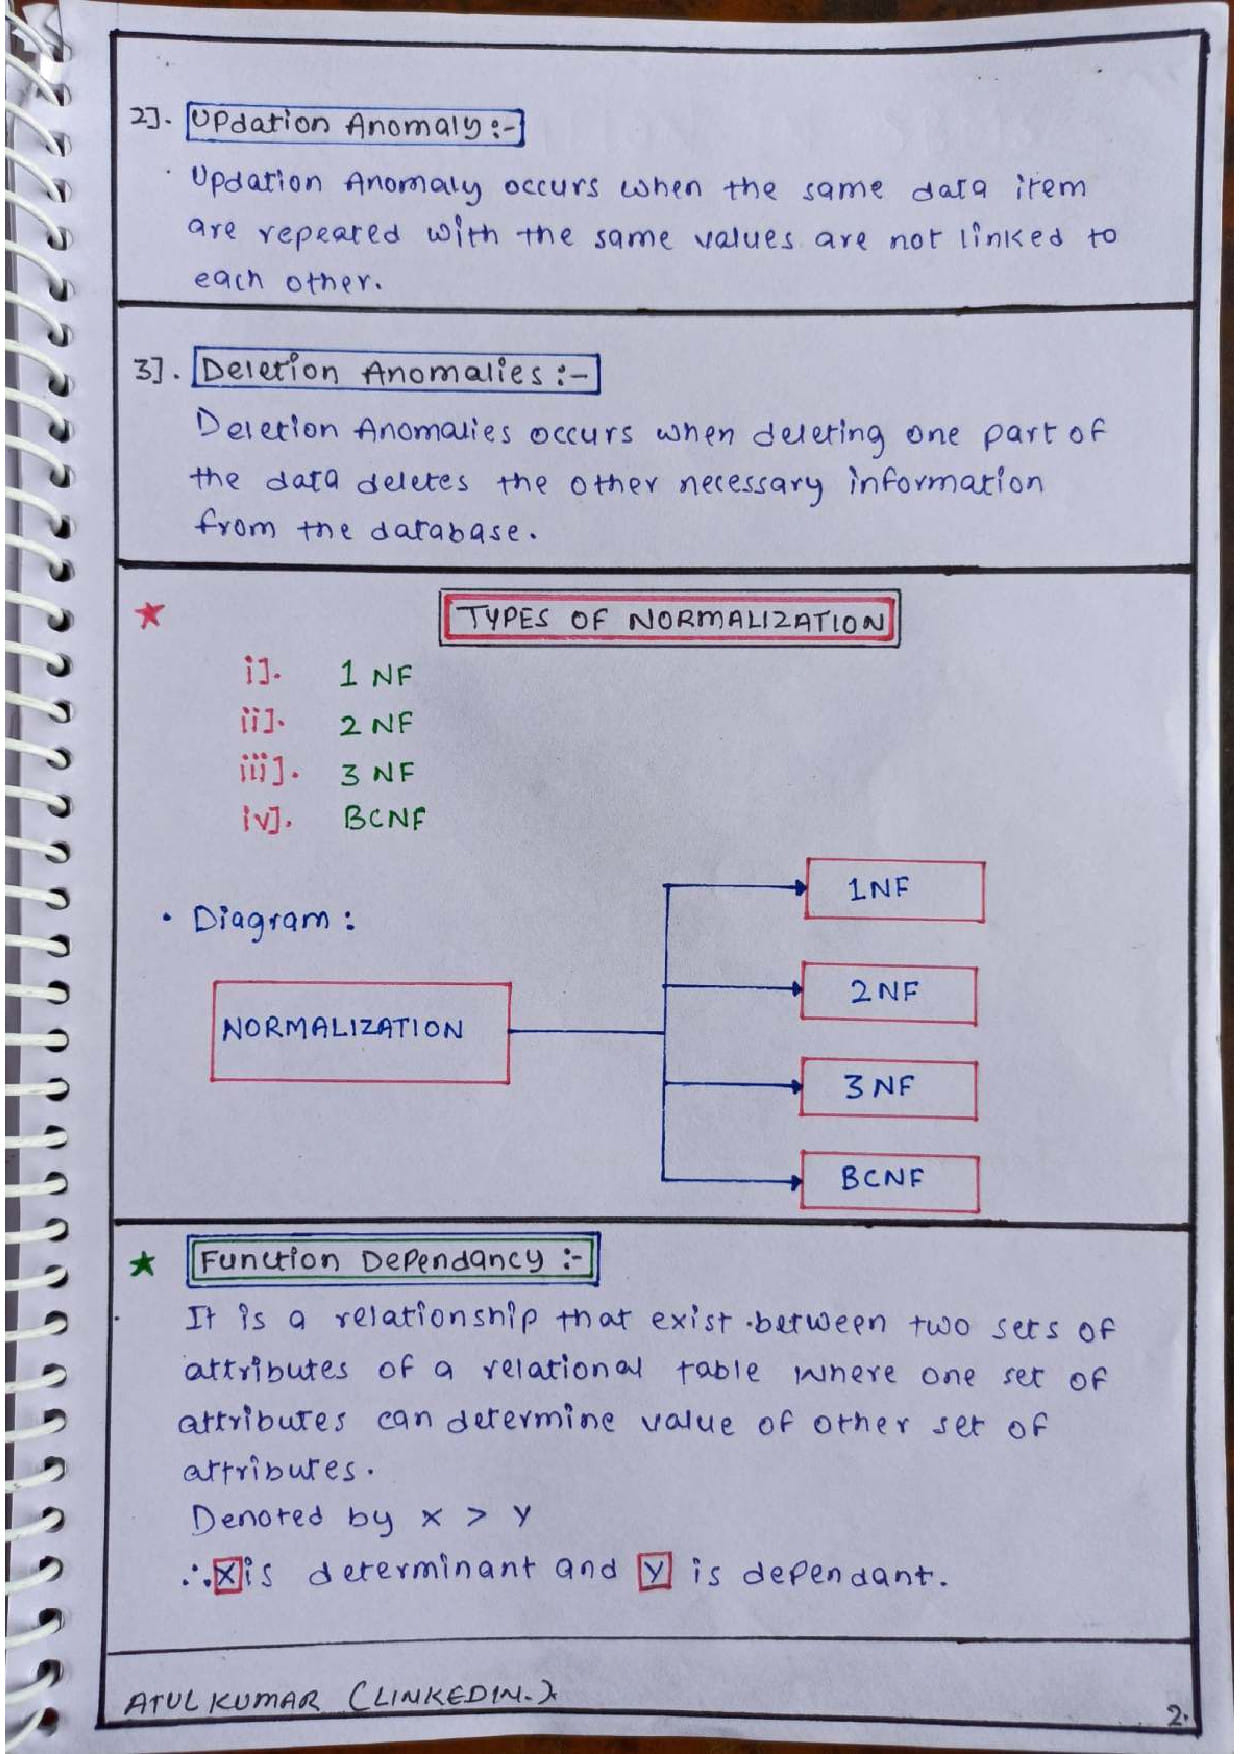 2]. Updation Anomaly :-
· Updation Anomaly occurs when the same data item
are repeated with the same values are not linked to
each other.
3]. Deletion Anomalies :-
Deletion Anomalies occurs when deleting one part of
the data deletes the other necessary information
from the database.
★ TYPES OF NORMALIZATION
i]. 1 NF
ii]. 2 NF
iii]. 3 NF
iv]. BCNF
• Diagram :
NORMALIZATION
1NF
2NF
3NF
BCNF
★ Function Dependancy :-
It is a relationship that exist between two sets of
attributes of a relational table where one set of
attributes can determine value of other set of
attributes.
Denoted by x > y
∴ X is determinant and Y is dependant.
ATUL KUMAR (LINKEDIN.)
2.